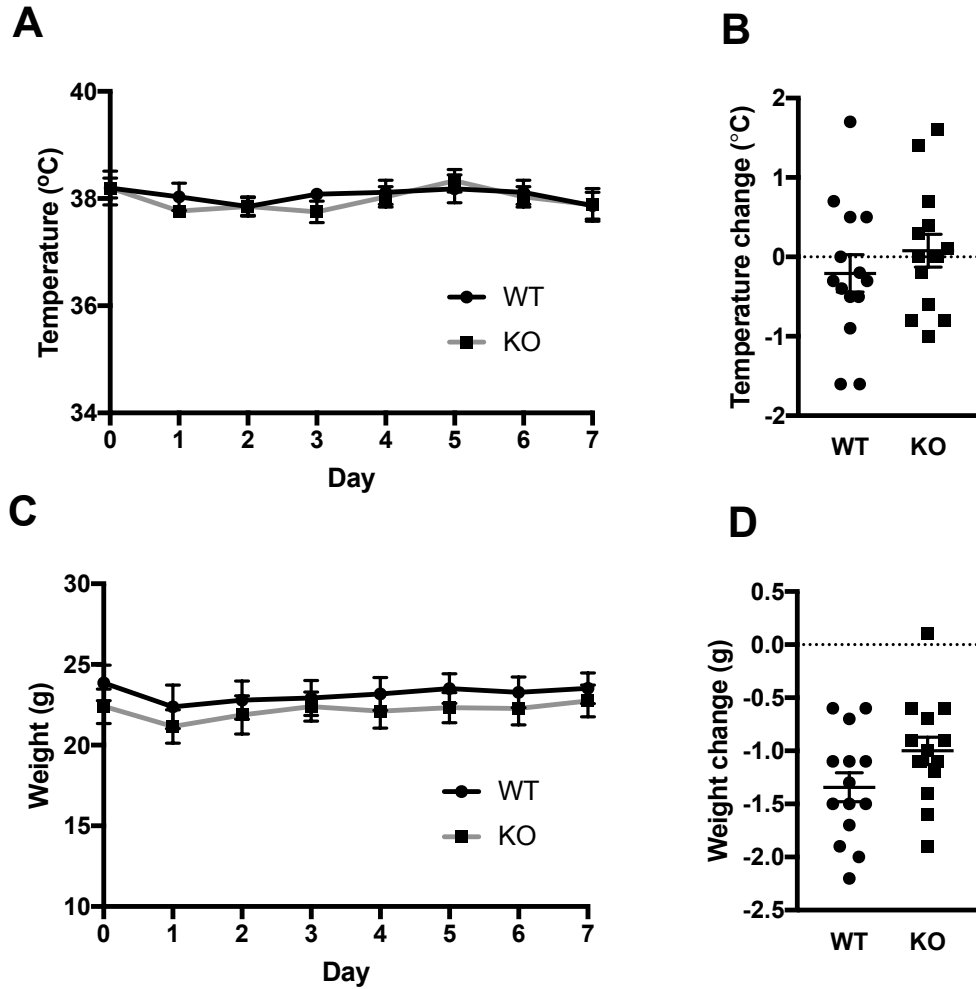 A
Temperature (ºC)
40
38
36
34
0 1 2 3 4 5 6 7
Day
WT
KO
B
Temperature change (°C)
2
1
0
-1
-2
WT KO
C
Weight (g)
30
25
20
15
10
0 1 2 3 4 5 6 7
Day
WT
KO
D
Weight change (g)
0.5
0.0
-0.5
-1.0
-1.5
-2.0
-2.5
WT KO